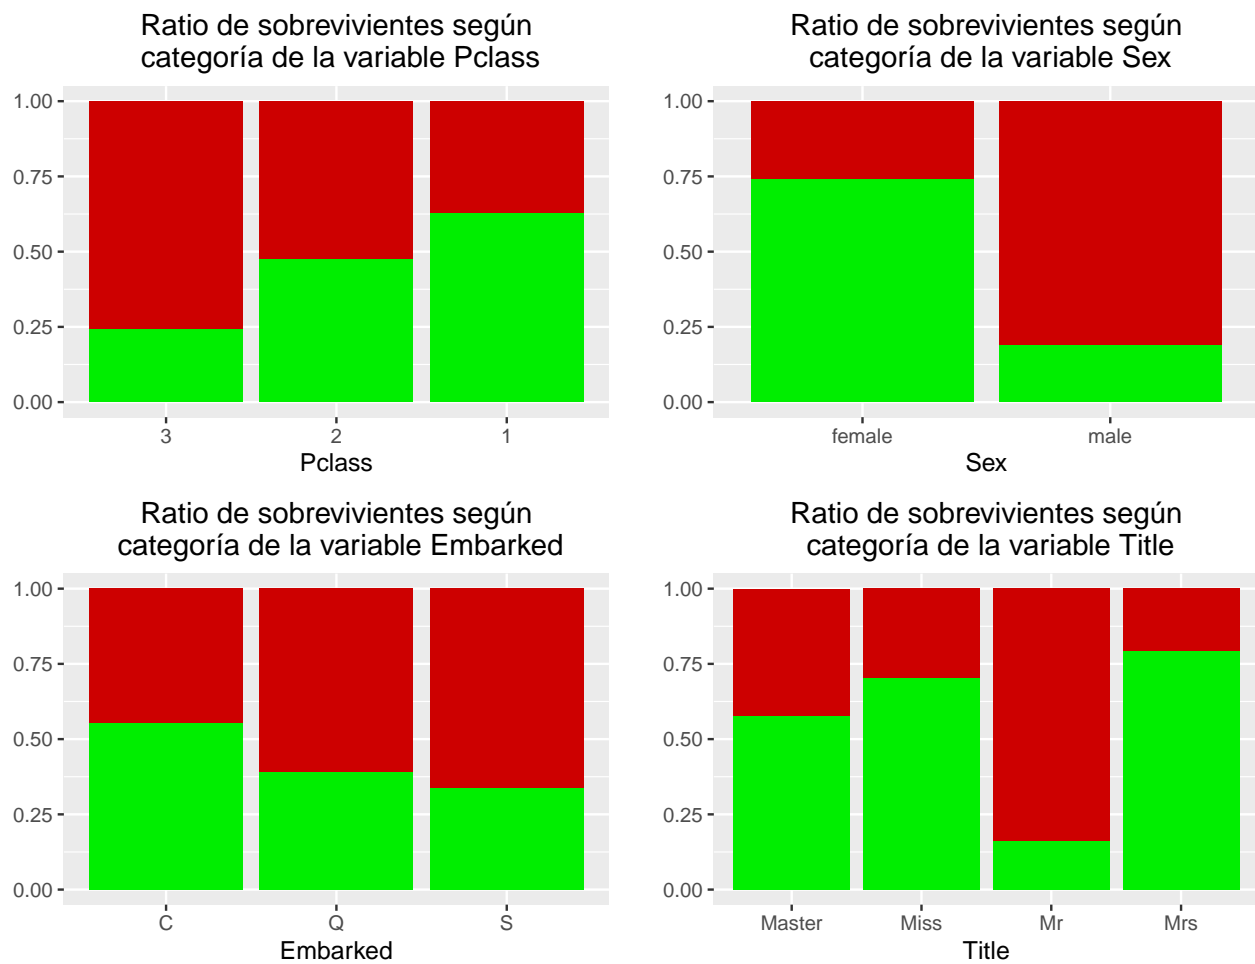 Ratio de sobrevivientes según
categoría de la variable Pclass
1.00
0.75
0.50
0.25
0.00
3 2 1
Pclass
Ratio de sobrevivientes según
categoría de la variable Sex
1.00
0.75
0.50
0.25
0.00
female male
Sex
Ratio de sobrevivientes según
categoría de la variable Embarked
1.00
0.75
0.50
0.25
0.00
C Q S
Embarked
Ratio de sobrevivientes según
categoría de la variable Title
1.00
0.75
0.50
0.25
0.00
Master Miss Mr Mrs
Title